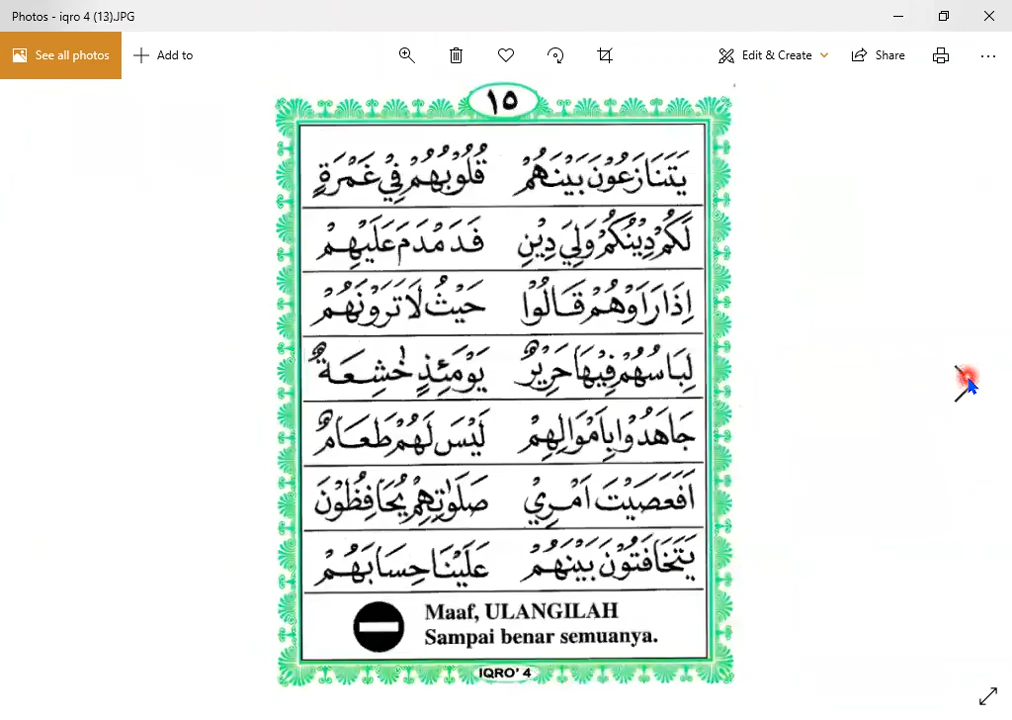 Photos - iqro 4 (13).JPG
See all photos
Add to
Edit & Create
Share
١٥
يَتَنَازَعُوْنَ بَيْنَهُمْ قُلُوْبُهُمْ فِيْ غَمْرَةٍ
لَكُمْ دِيْنُكُمْ وَلِيَ دِيْنِ فَدَمْدَمَ عَلَيْهِمْ
اِذَا رَاَوْهُمْ قَالُوْا حَيْثُ لَا تَرَوْنَهُمْ
لِبَاسُهُمْ فِيْهَا حَرِيْرٌ يَوْمَئِذٍ خٰشِعَةٌ
جَاهَدُوْا بِاَمْوَالِهِمْ لَيْسَ لَهُمْ طَعَامٌ
اَفَعَصَيْتَ اَمْرِيْ صَلَوٰتِهِمْ يُحَافِظُوْنَ
يَتَخَافَتُوْنَ بَيْنَهُمْ عَلَيْنَا حِسَابَهُمْ
Maaf, ULANGILAH
Sampai benar semuanya.
IQRO' 4